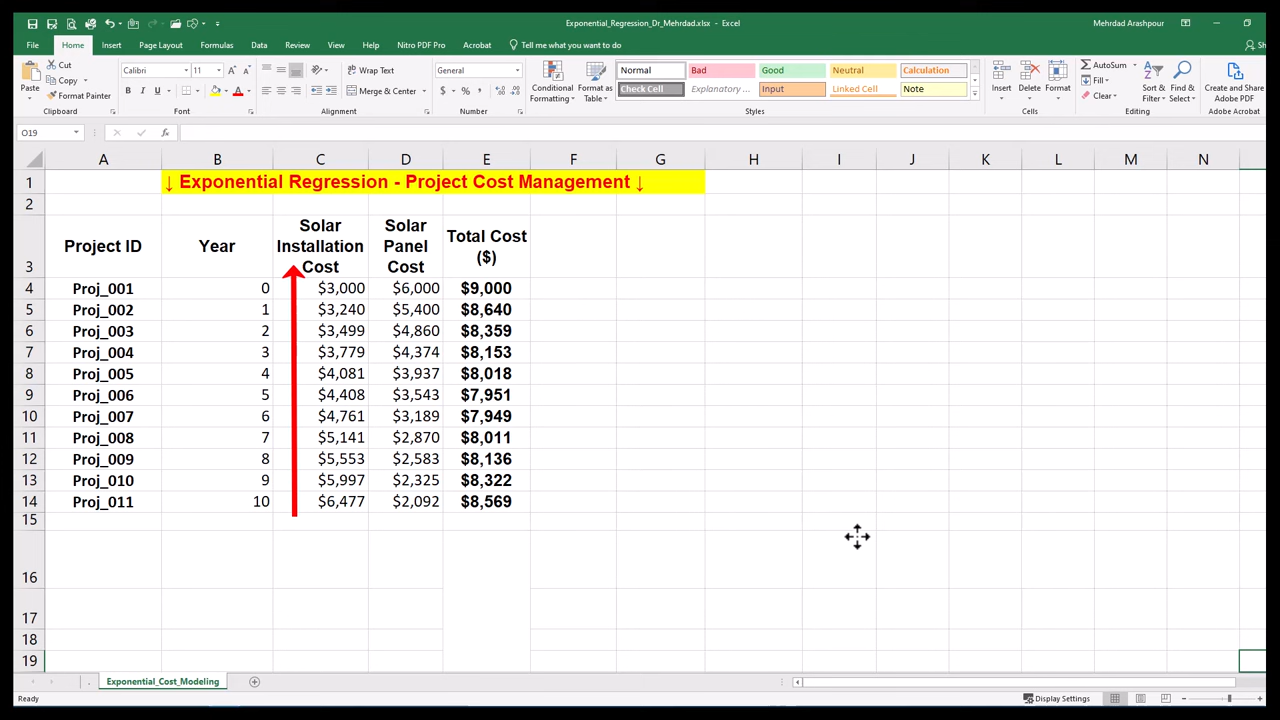 Exponential_Regression_Dr_Mehrdad.xlsx - Excel
Mehrdad Arashpour
File Home Insert Page Layout Formulas Data Review View Help Nitro PDF Pro Acrobat Tell me what you want to do
Paste
Cut
Copy
Format Painter
Clipboard
Calibri 11
Font
Wrap Text
Merge & Center
Alignment
General
Number
Conditional Formatting
Format as Table
Normal Bad Good Neutral Calculation
Check Cell Explanatory ... Input Linked Cell Note
Styles
Insert Delete Format
Cells
AutoSum
Fill
Clear
Sort & Filter
Find & Select
Editing
Create and Share Adobe PDF
Adobe Acrobat
O19
fx
A B C D E F G H I J K L M N
1 ↓ Exponential Regression - Project Cost Management ↓
2
3 Project ID Year Solar Installation Cost Solar Panel Cost Total Cost ($)
4 Proj_001 0 $3,000 $6,000 $9,000
5 Proj_002 1 $3,240 $5,400 $8,640
6 Proj_003 2 $3,499 $4,860 $8,359
7 Proj_004 3 $3,779 $4,374 $8,153
8 Proj_005 4 $4,081 $3,937 $8,018
9 Proj_006 5 $4,408 $3,543 $7,951
10 Proj_007 6 $4,761 $3,189 $7,949
11 Proj_008 7 $5,141 $2,870 $8,011
12 Proj_009 8 $5,553 $2,583 $8,136
13 Proj_010 9 $5,997 $2,325 $8,322
14 Proj_011 10 $6,477 $2,092 $8,569
15
16
17
18
19
Exponential_Cost_Modeling
Ready
Display Settings